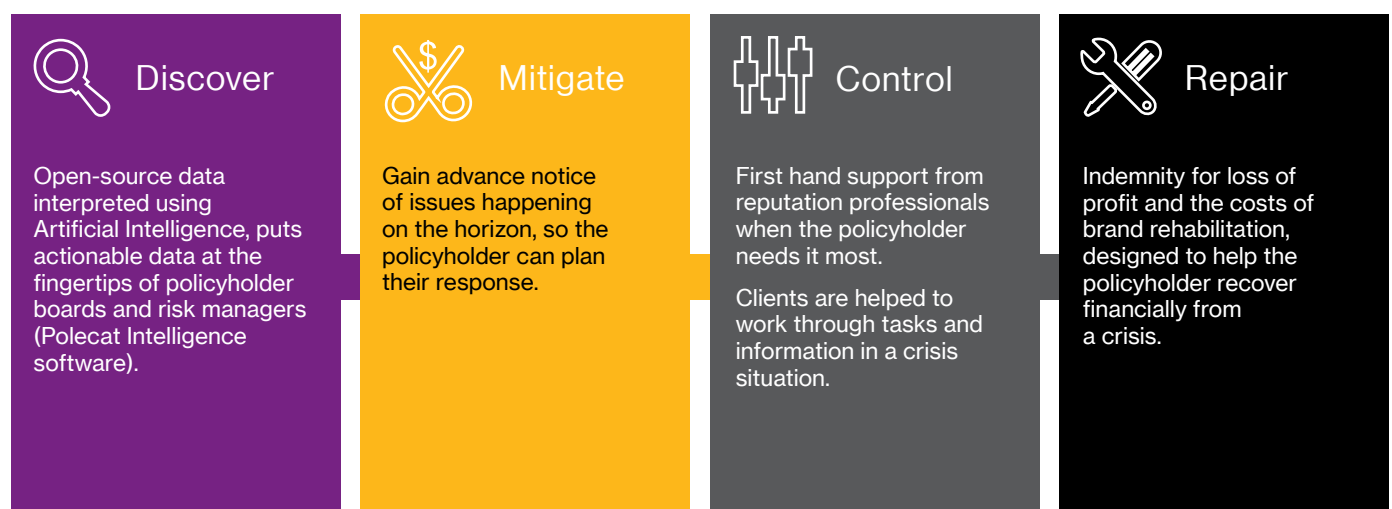 Discover
Open-source data
interpreted using
Artificial Intelligence, puts
actionable data at the
fingertips of policyholder
boards and risk managers
(Polecat Intelligence
software).
$
Mitigate
Gain advance notice
of issues happening
on the horizon, so the
policyholder can plan
their response.
Control
First hand support from
reputation professionals
when the policyholder
needs it most.
Clients are helped to
work through tasks and
information in a crisis
situation.
Repair
Indemnity for loss of
profit and the costs of
brand rehabilitation,
designed to help the
policyholder recover
financially from
a crisis.